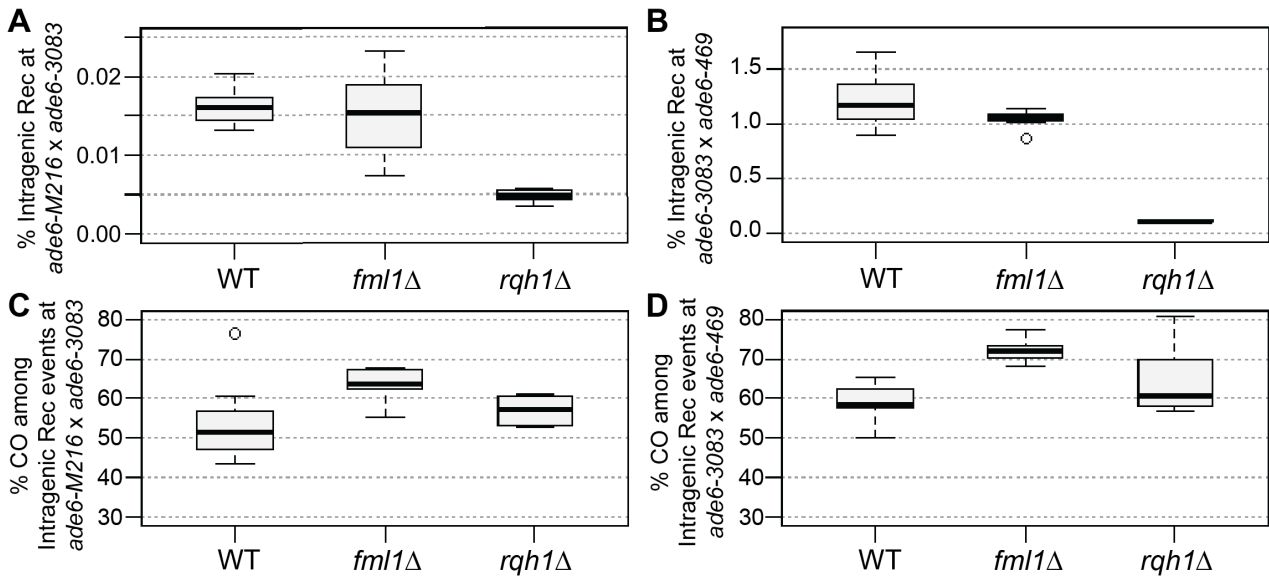 A
% Intragenic Rec at
ade6-M216 x ade6-3083
0.02
0.01
0.00
WT
fml1Δ
rqh1Δ
B
% Intragenic Rec at
ade6-3083 x ade6-469
1.5
1.0
0.5
0.0
WT
fml1Δ
rqh1Δ
C
% CO among
Intragenic Rec events at
ade6-M216 x ade6-3083
80
70
60
50
40
30
WT
fml1Δ
rqh1Δ
D
% CO among
Intragenic Rec events at
ade6-3083 x ade6-469
80
70
60
50
40
30
WT
fml1Δ
rqh1Δ